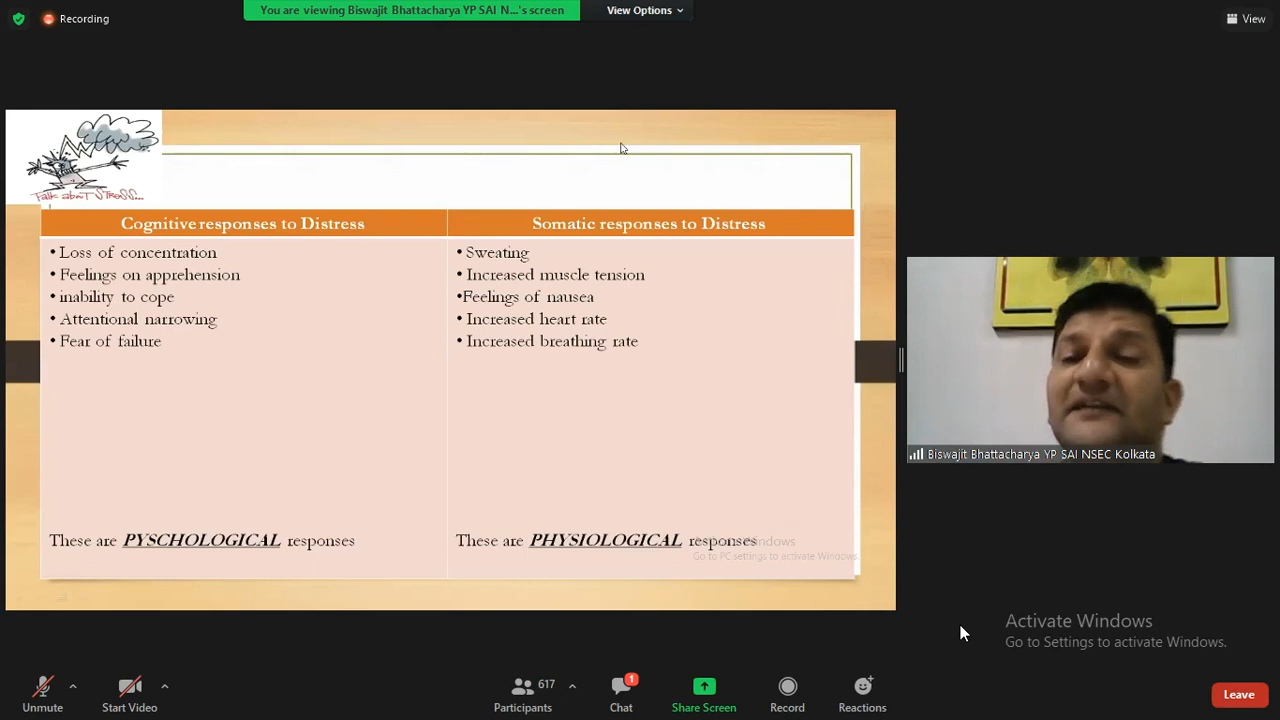 Recording
You are viewing Biswajit Bhattacharya YP SAI N...'s screen
View Options
View
Talk about STRESS...
Cognitive responses to Distress
Somatic responses to Distress
• Loss of concentration
• Feelings on apprehension
• inability to cope
• Attentional narrowing
• Fear of failure
• Sweating
• Increased muscle tension
•Feelings of nausea
• Increased heart rate
• Increased breathing rate
These are PYSCHOLOGICAL responses
These are PHYSIOLOGICAL responses
Activate Windows
Go to PC settings to activate Windows.
Biswajit Bhattacharya YP SAI NSEC Kolkata
Activate Windows
Go to Settings to activate Windows.
Unmute
Start Video
617
Participants
1
Chat
Share Screen
Record
Reactions
Leave